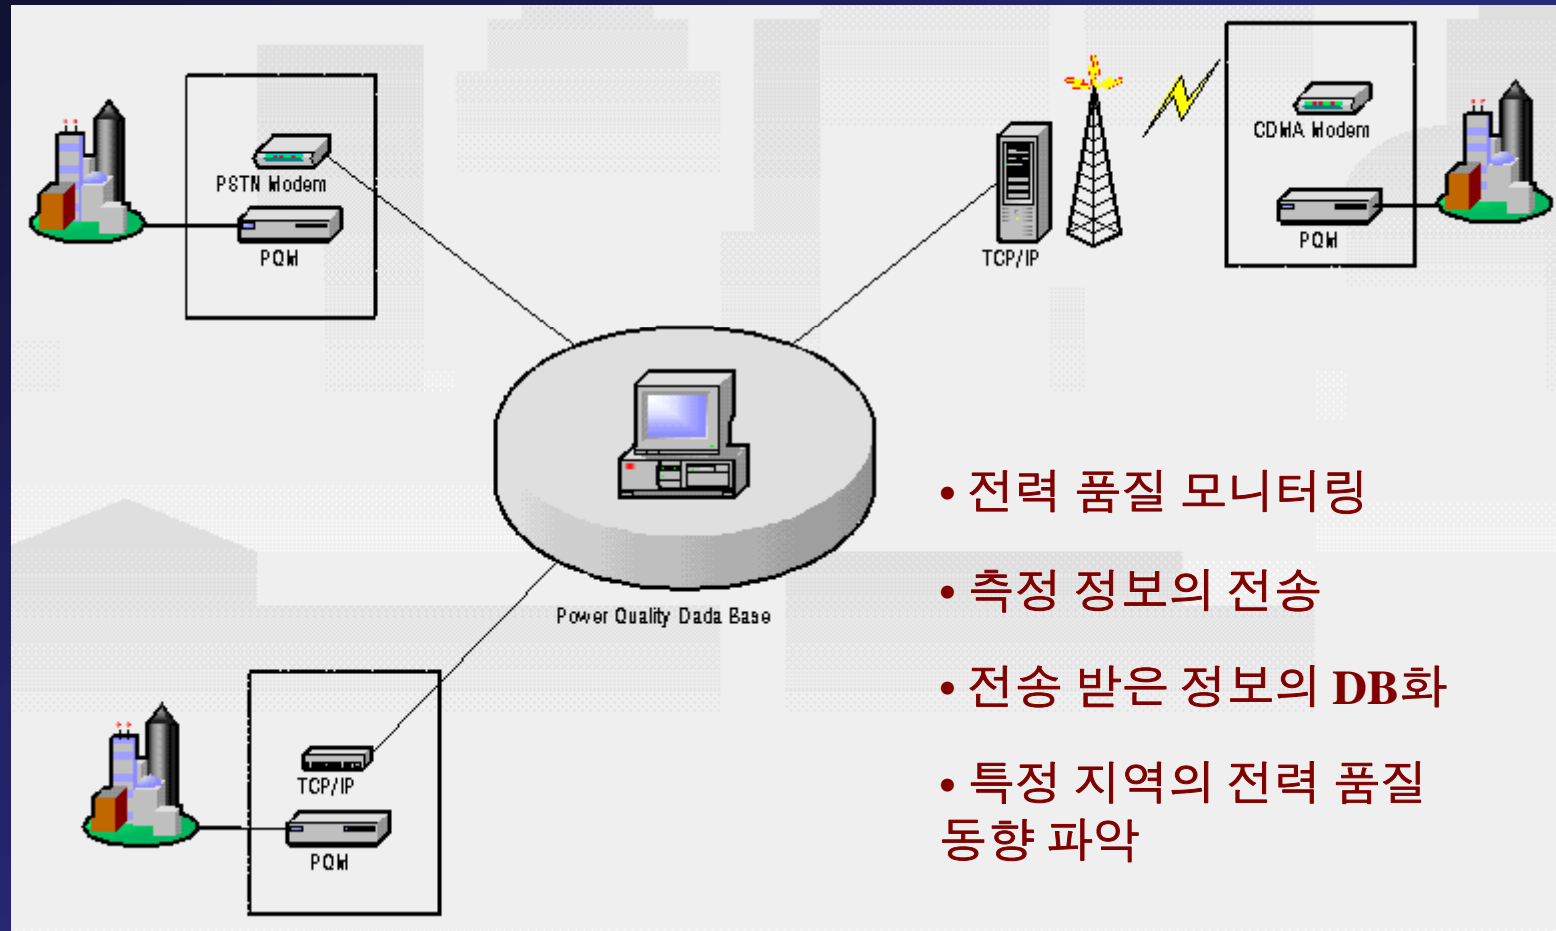 PSTN Modem
PQM
TCP/IP
CDMA Modem
PQM
Power Quality Dada Base
TCP/IP
PQM
• 전력 품질 모니터링
• 측정 정보의 전송
• 전송 받은 정보의 DB화
• 특정 지역의 전력 품질
동향 파악